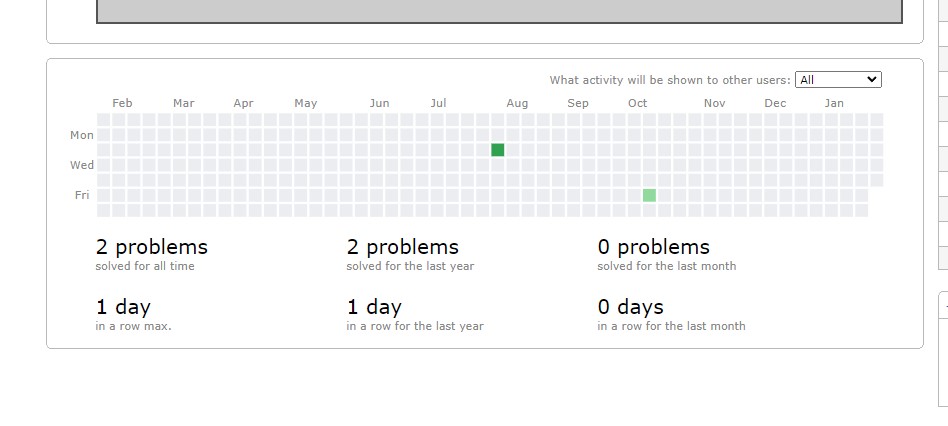 What activity will be shown to other users: All
Feb Mar Apr May Jun Jul Aug Sep Oct Nov Dec Jan
Mon
Wed
Fri
2 problems 2 problems 0 problems
solved for all time solved for the last year solved for the last month
1 day 1 day 0 days
in a row max. in a row for the last year in a row for the last month